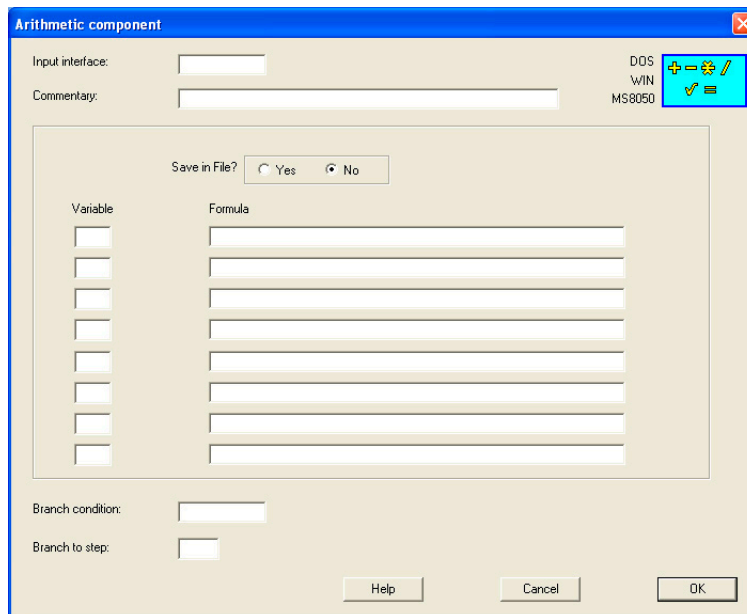 Arithmetic component
Input interface:
DOS
WIN
MS8050
+ - * /
√ =
Commentary:
Save in File? Yes No
Variable Formula
Branch condition:
Branch to step:
Help Cancel OK